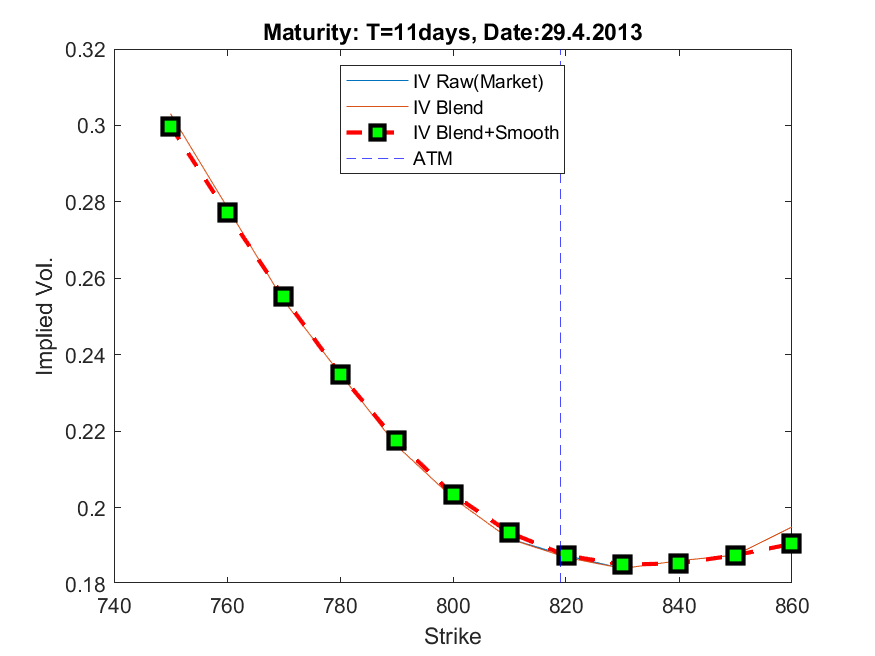 Maturity: T=11days, Date:29.4.2013
0.32
0.3
0.28
0.26
0.24
0.22
0.2
0.18
Implied Vol.
IV Raw(Market)
IV Blend
IV Blend+Smooth
ATM
740
760
780
800
820
840
860
Strike